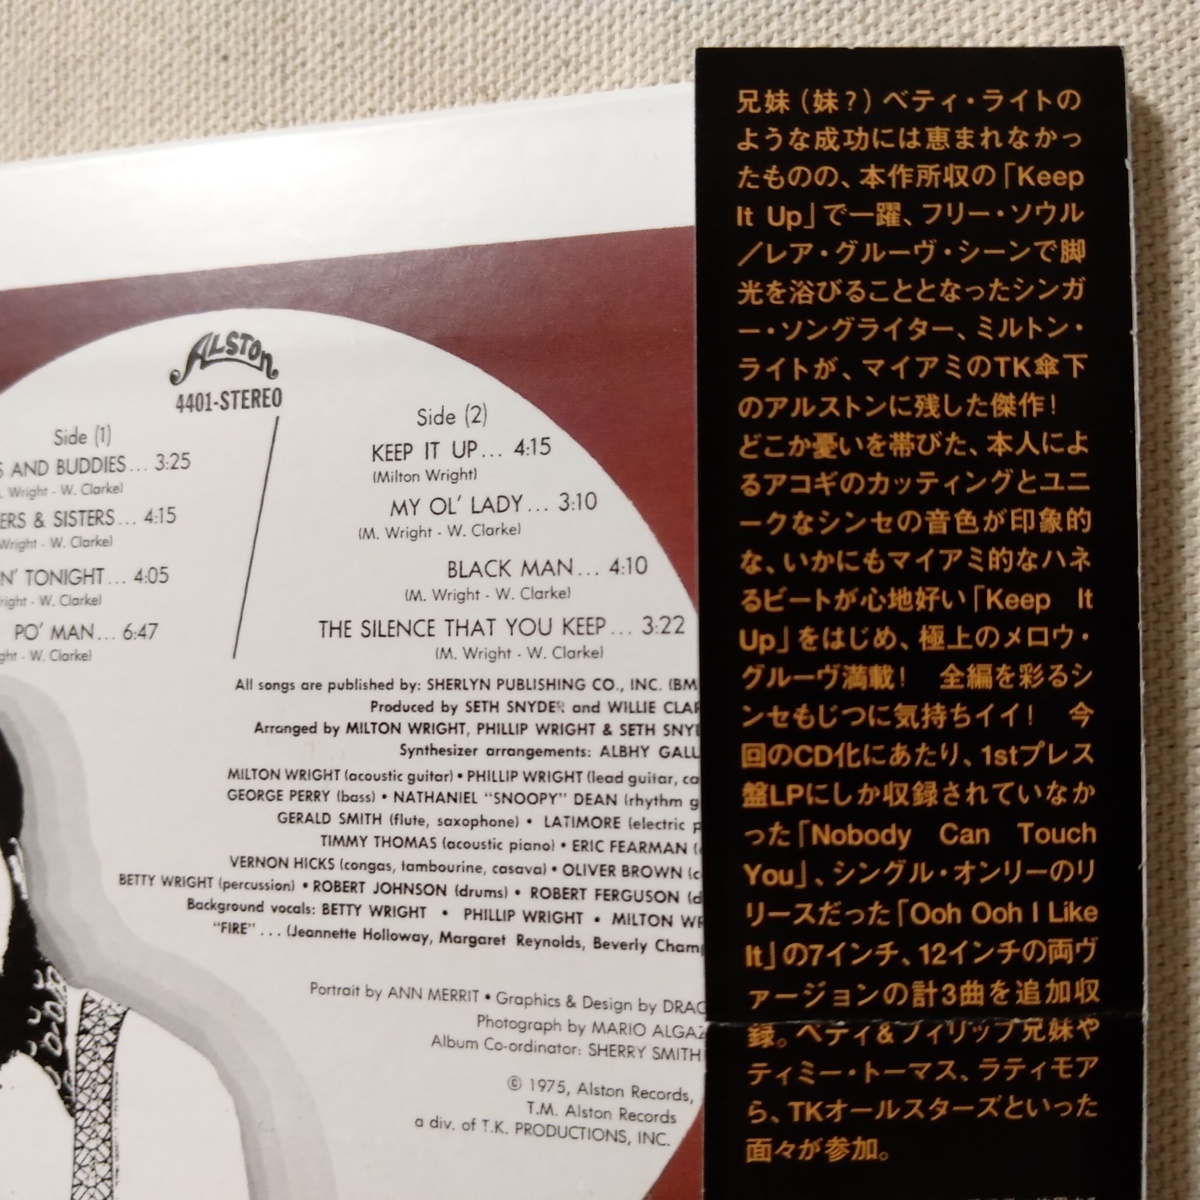 ALSTON
4401-STEREO
Side (1)
AND BUDDIES... 3:25
Wright - W. Clarke)
ERS & SISTERS... 4:15
Wright - W. Clarke)
N' TONIGHT... 4:05
right - W. Clarke)
PO' MAN... 6:47
ght - W. Clarke)
Side (2)
KEEP IT UP... 4:15
(Milton Wright)
MY OL' LADY... 3:10
(M. Wright - W. Clarke)
BLACK MAN... 4:10
(M. Wright - W. Clarke)
THE SILENCE THAT YOU KEEP... 3:22
(M. Wright - W. Clarke)
All songs are published by: SHERLYN PUBLISHING CO., INC. (BM
Produced by SETH SNYDER and WILLIE CLAR
Arranged by MILTON WRIGHT, PHILLIP WRIGHT & SETH SNYD
Synthesizer arrangements: ALBHY GALU
MILTON WRIGHT (acoustic guitar) • PHILLIP WRIGHT (lead guitar, ca
GEORGE PERRY (bass) • NATHANIEL "SNOOPY" DEAN (rhythm g
GERALD SMITH (flute, saxophone) • LATIMORE (electric p
TIMMY THOMAS (acoustic piano) • ERIC FEARMAN (
VERNON HICKS (congas, tambourine, casava) • OLIVER BROWN (c
BETTY WRIGHT (percussion) • ROBERT JOHNSON (drums) • ROBERT FERGUSON (d
Background vocals: BETTY WRIGHT • PHILLIP WRIGHT • MILTON WR
"FIRE" . . . (Jeannette Holloway, Margaret Reynolds, Beverly Champ
Portrait by ANN MERRIT • Graphics & Design by DRAG
Photograph by MARIO ALGAZ
Album Co-ordinator: SHERRY SMITH
© 1975, Alston Records,
T.M. Alston Records
a div. of T.K. PRODUCTIONS, INC.
兄妹（妹？）ベティ・ライトの
ような成功には恵まれなかっ
たものの、本作所収の「Keep
It Up」で一躍、フリー・ソウル
／レア・グルーヴ・シーンで脚
光を浴びることとなったシンガ
ー・ソングライター、ミルトン・
ライトが、マイアミのTK傘下
のアルストンに残した傑作！
どこか憂いを帯びた、本人によ
るアコギのカッティングとユニ
ークなシンセの音色が印象的
な、いかにもマイアミ的なハネ
るビートが心地好い「Keep It
Up」をはじめ、極上のメロウ・
グルーヴ満載！ 全編を彩るシ
ンセもじつに気持ちイイ！ 今
回のCD化にあたり、1stプレス
盤LPにしか収録されていなか
った「Nobody Can Touch
You」、シングル・オンリーのリ
リースだった「Ooh Ooh I Like
It」の7インチ、12インチの両ヴ
ァージョンの計3曲を追加収
録。ベティ&フィリップ兄妹や
ティミー・トーマス、ラティモア
ら、TKオールスターズといった
面々が参加。